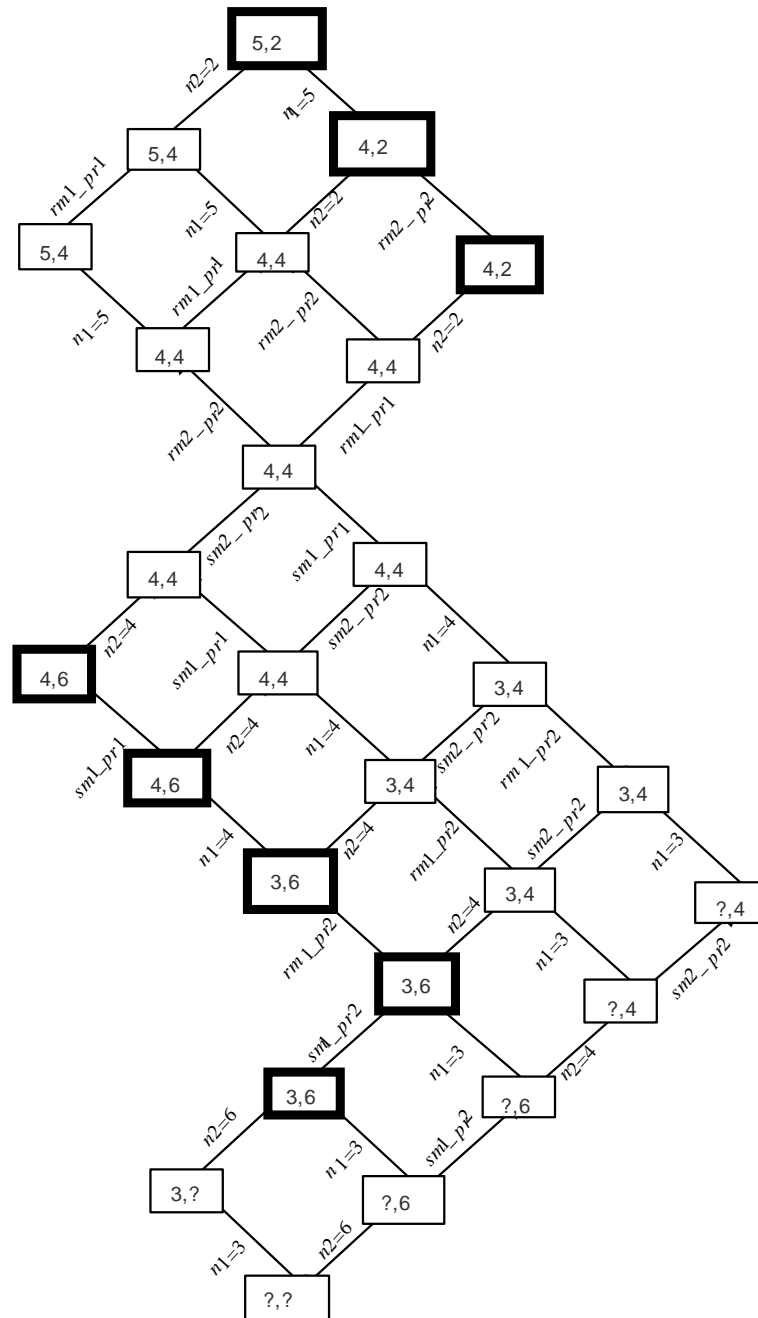 5,2
n2=2
n1=5
5,4
4,2
rm1_pr1
n1=5
n2=2
rm2_pr2
5,4
4,4
4,2
n1=5
rm1_pr1
rm2_pr2
n2=2
4,4
4,4
rm2_pr2
rm1_pr1
4,4
sm2_pr2
sm1_pr1
4,4
4,4
n2=4
sm1_pr1
sm2_pr2
n1=4
4,6
4,4
3,4
sm1_pr1
n2=4
n1=4
sm2_pr2
rm1_pr2
4,6
3,4
3,4
n1=4
n2=4
rm1_pr2
sm2_pr2
n1=3
3,6
3,4
?,4
rm1_pr2
n2=4
n1=3
sm2_pr2
3,6
?,4
sm1_pr2
n1=3
n2=4
3,6
?,6
n2=6
n1=3
sm1_pr2
3,?
?,6
n1=3
n2=6
?,?